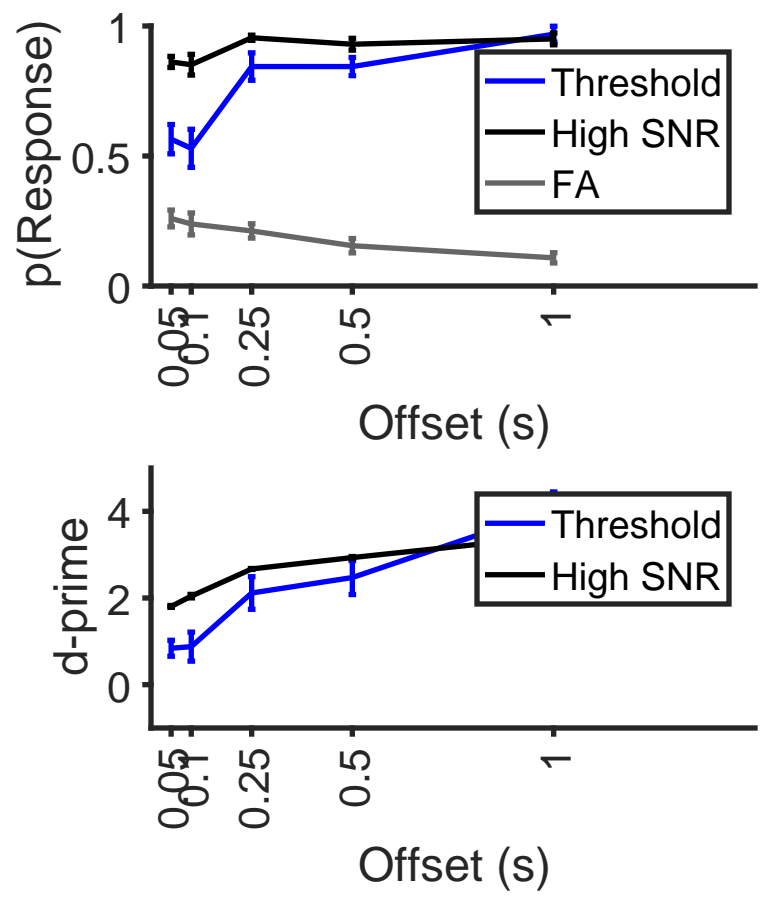 p(Response)
1
0.5
0
Threshold
High SNR
FA
0.05
0.1
0.25
0.5
1
Offset (s)
d-prime
4
2
0
Threshold
High SNR
0.05
0.1
0.25
0.5
1
Offset (s)